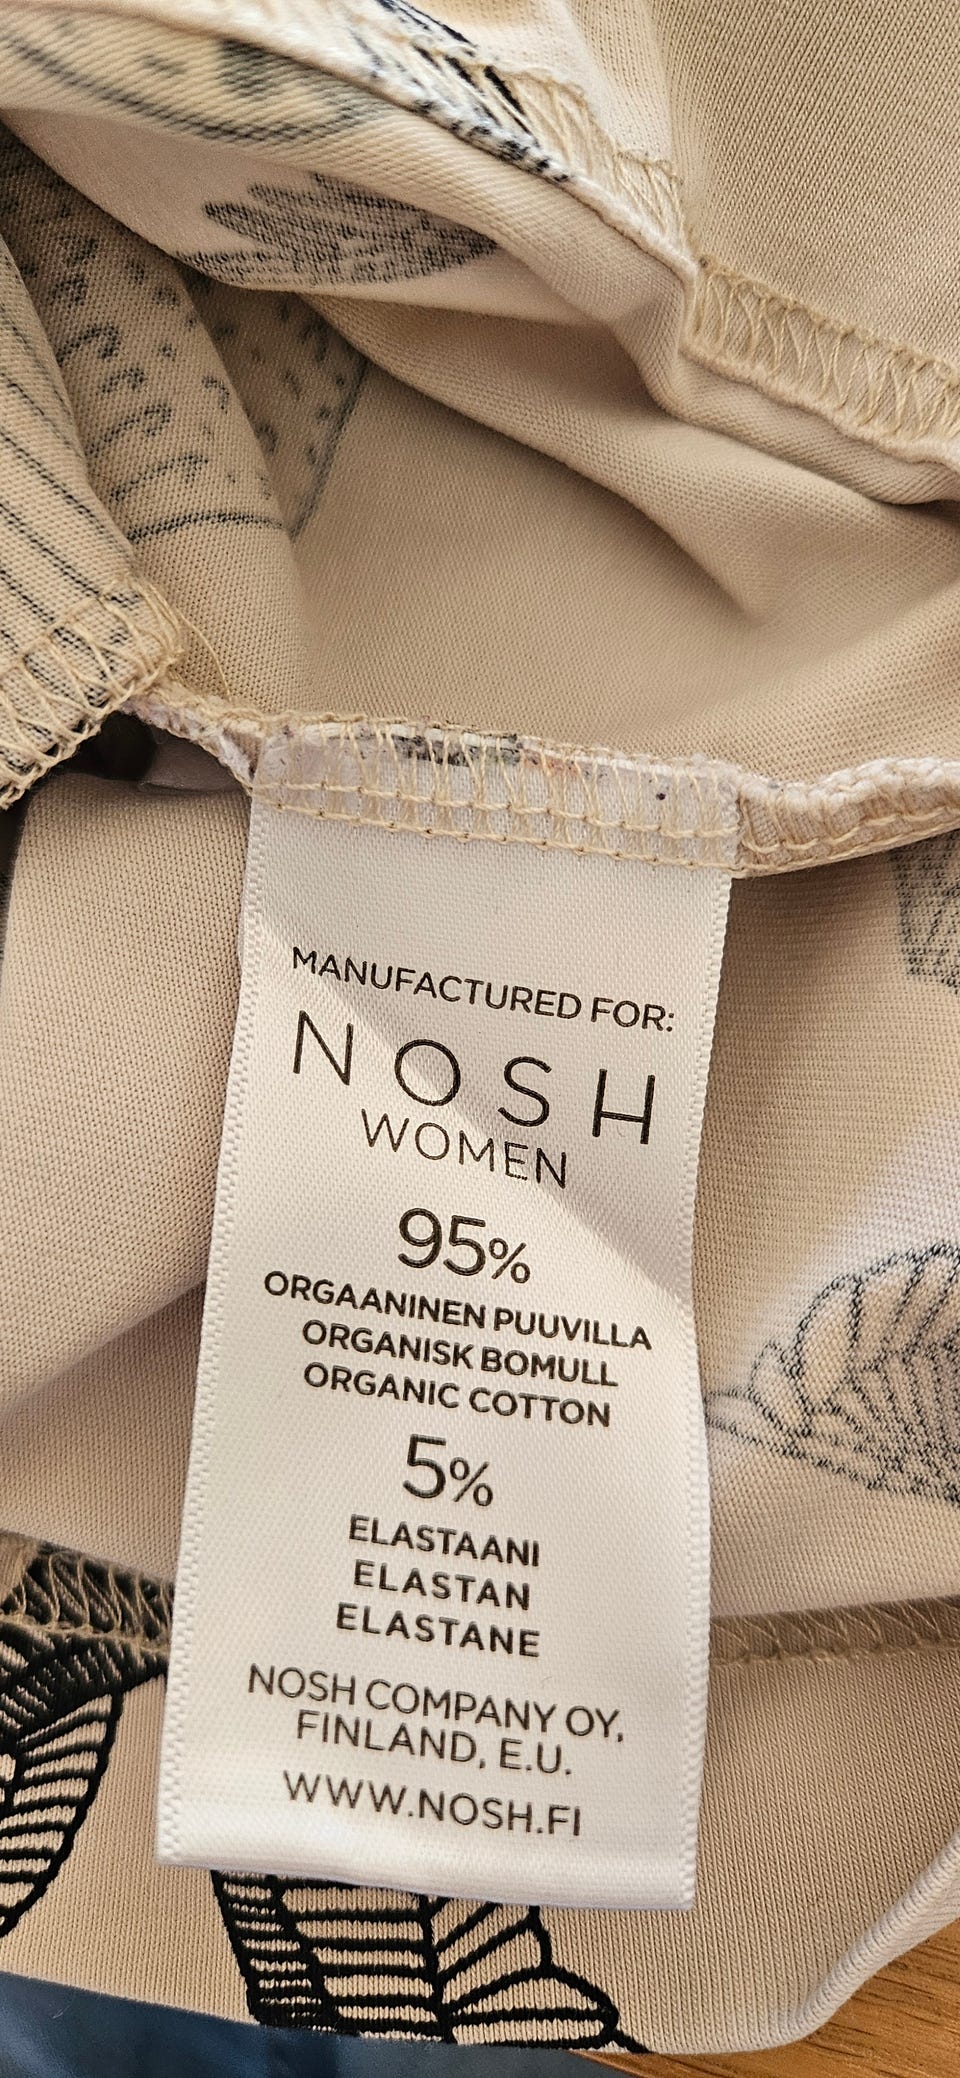 MANUFACTURED FOR:
NOSH
WOMEN
95%
ORGAANINEN PUUVILLA
ORGANISK BOMULL
ORGANIC COTTON
5%
ELASTAANI
ELASTAN
ELASTANE
NOSH COMPANY OY,
FINLAND, E.U.
WWW.NOSH.FI